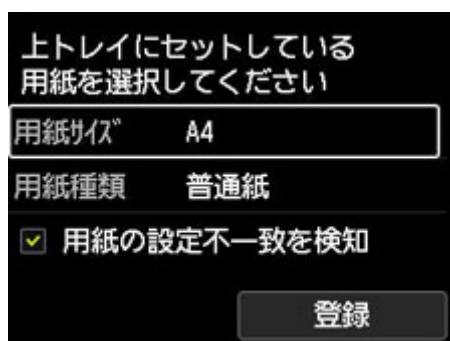 上トレイにセットしている
用紙を選択してください
用紙ｻｲｽﾞ A4
用紙種類 普通紙
用紙の設定不一致を検知
登録